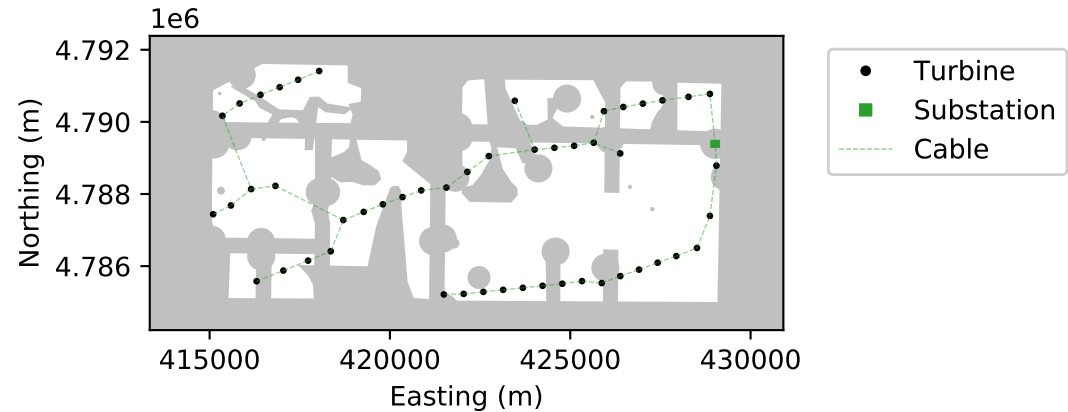 1e6
4.792
4.790
4.788
4.786
Northing (m)
415000 420000 425000 430000
Easting (m)
Turbine
Substation
Cable